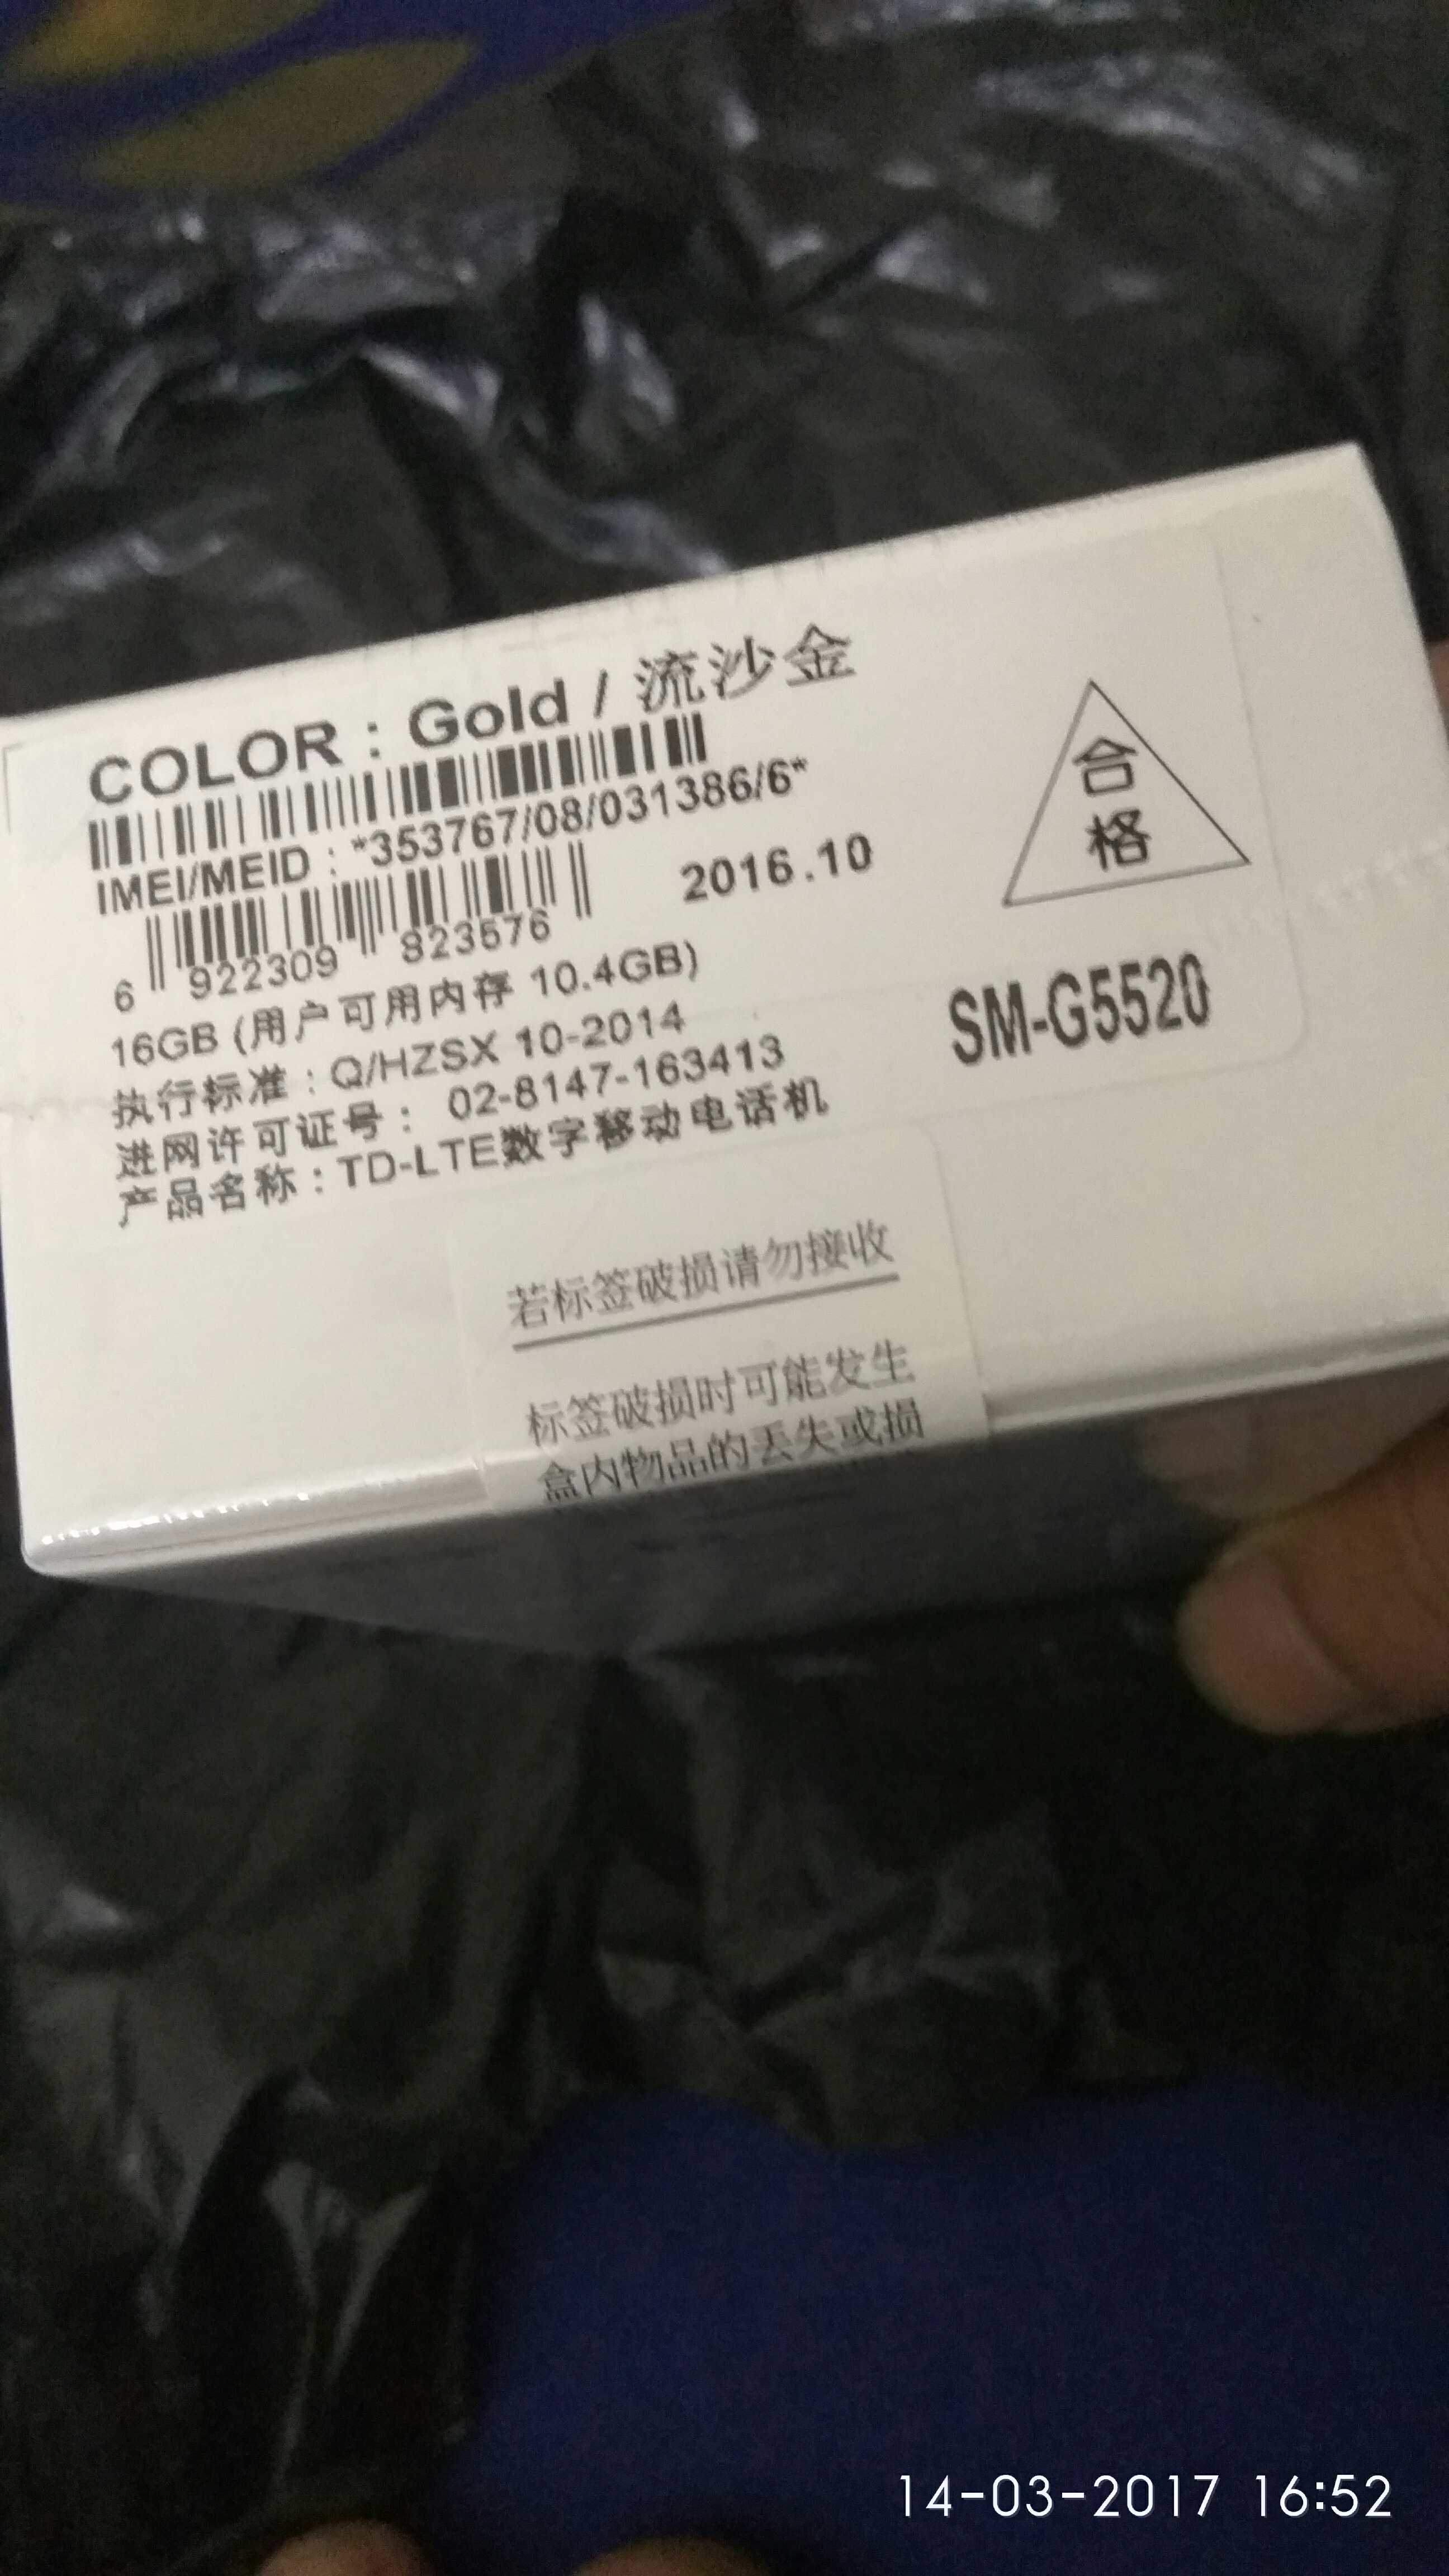 COLOR : Gold / 流沙金
IMEI/MEID : *353767/08/031386/6*
2016.10
合
格
6 922309 823576
16GB (用户可用内存 10.4GB)
SM-G5520
执行标准 : Q/HZSX 10-2014
进网许可证号 : 02-8147-163413
产品名称 : TD-LTE数字移动电话机
若标签破损请勿接收
标签破损时可能发生
盒内物品的丢失或损
14-03-2017 16:52